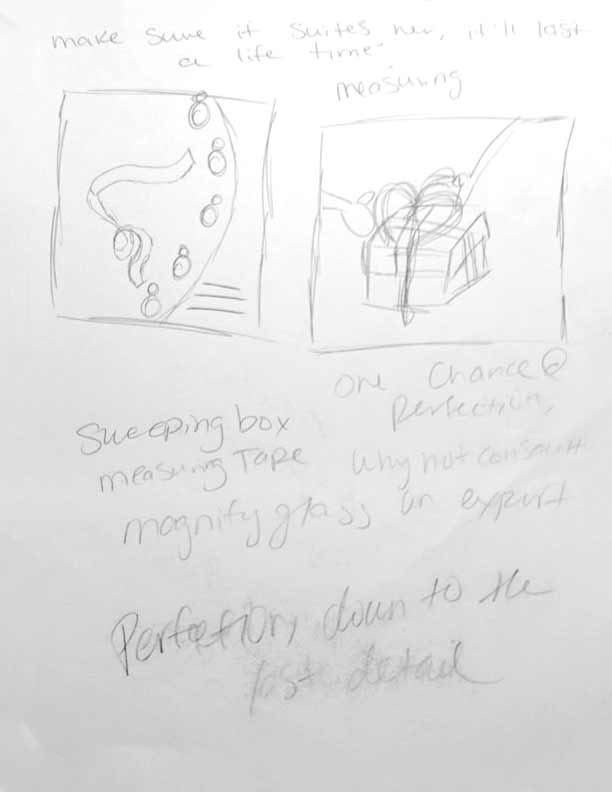 make sure it suites her, it'll last
a life time
measuring
one chance @
perfection,
why not consult
an expert
Sweeping box
measuring Tape
magnify glass
Perfection, down to the
last detail